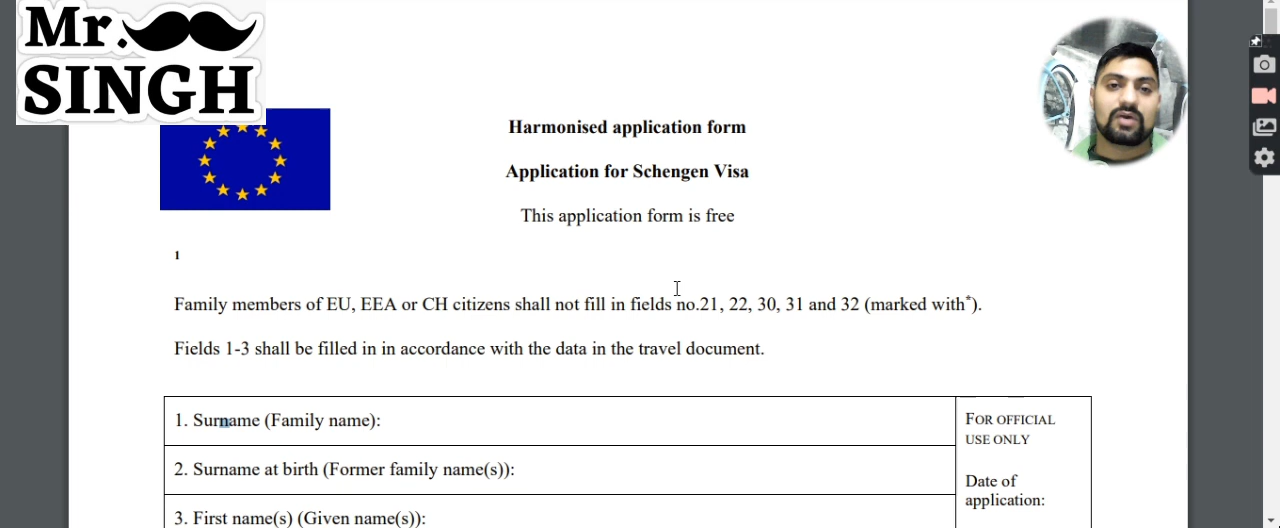 Mr.
SINGH
Harmonised application form
Application for Schengen Visa
This application form is free
1
Family members of EU, EEA or CH citizens shall not fill in fields no.21, 22, 30, 31 and 32 (marked with*).
Fields 1-3 shall be filled in in accordance with the data in the travel document.
1. Surname (Family name):
FOR OFFICIAL
USE ONLY
2. Surname at birth (Former family name(s)):
Date of
application:
3. First name(s) (Given name(s)):